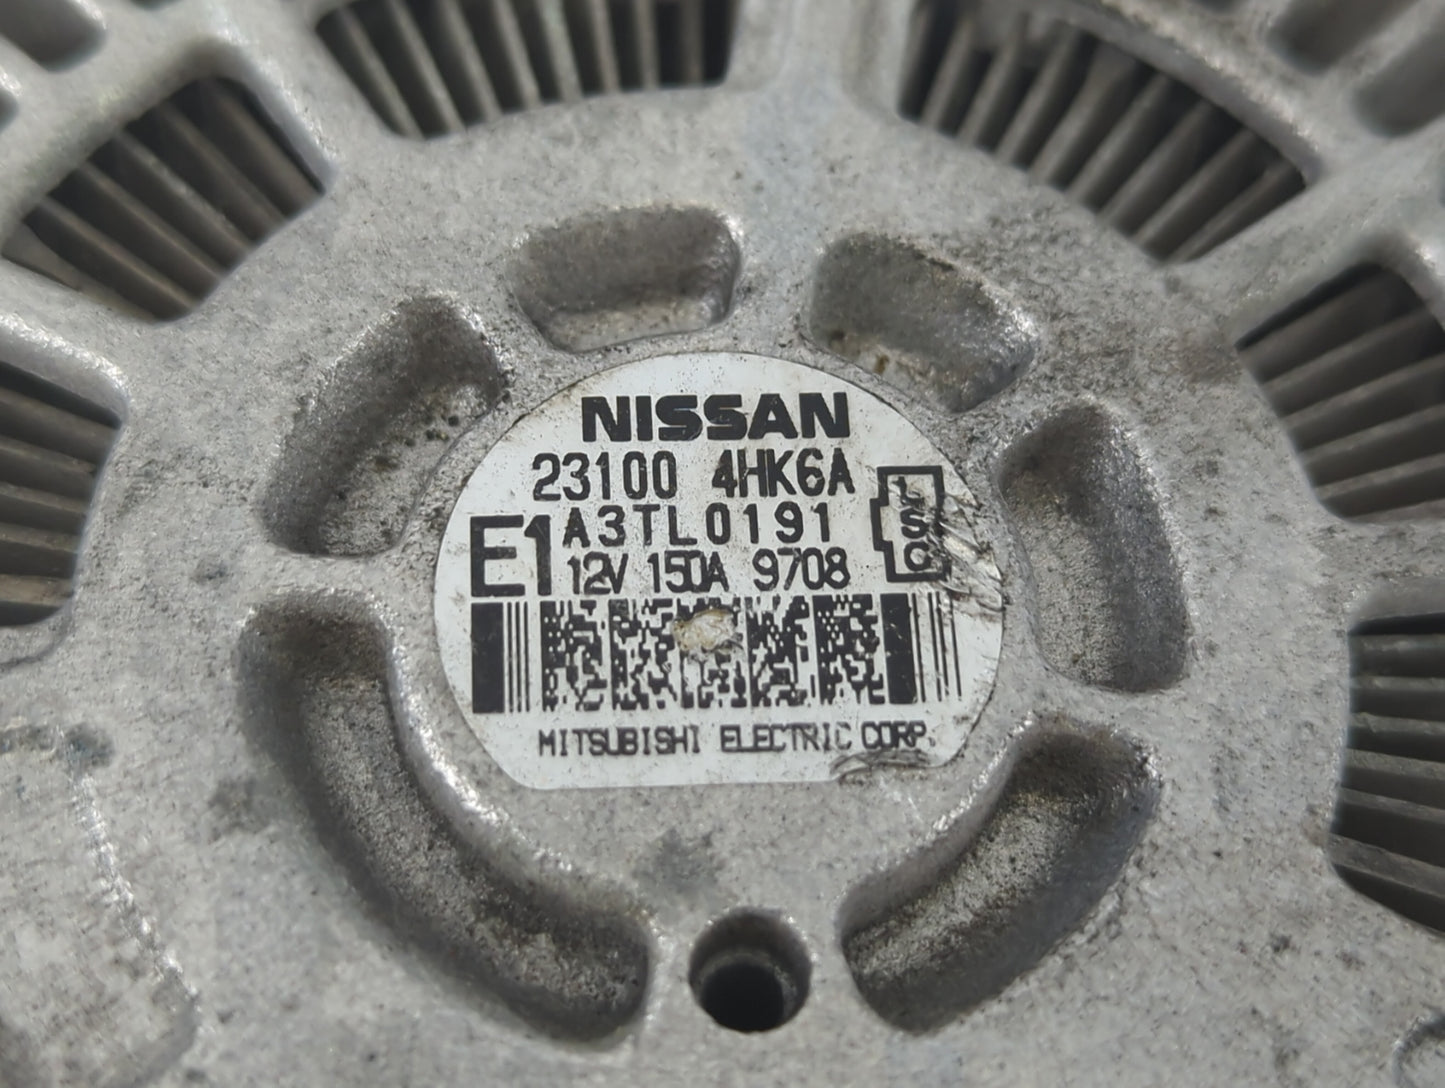 NISSAN
23100 4HK6A
E1 A3TL0191
12V 150A 9708
L
S
C
MITSUBISHI ELECTRIC CORP.